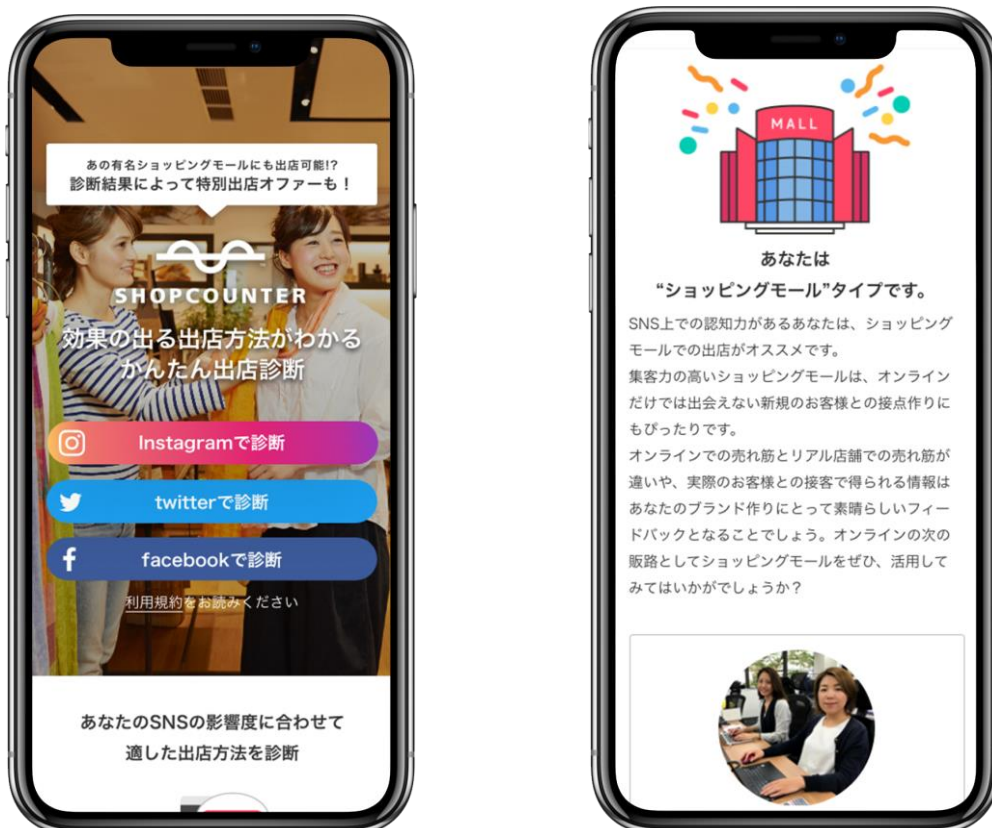 あの有名ショッピングモールにも出店可能!?
診断結果によって特別出店オファーも！
SHOPCOUNTER
効果の出る出店方法がわかる
かんたん出店診断
Instagramで診断
twitterで診断
facebookで診断
利用規約をお読みください
あなたのSNSの影響度に合わせて
適した出店方法を診断
MALL
あなたは
“ショッピングモール”タイプです。
SNS上での認知力があるあなたは、ショッピング
モールでの出店がオススメです。
集客力の高いショッピングモールは、オンライン
だけでは出会えない新規のお客様との接点作りに
もぴったりです。
オンラインでの売れ筋とリアル店舗での売れ筋が
違いや、実際のお客様との接客で得られる情報は
あなたのブランド作りにとって素晴らしいフィー
ドバックとなることでしょう。オンラインの次の
販路としてショッピングモールをぜひ、活用して
みてはいかがでしょうか？